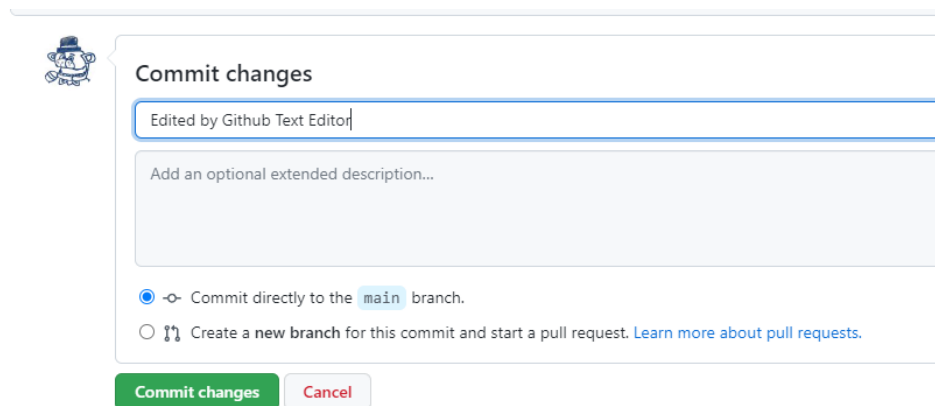 Commit changes
Edited by Github Text Editor
Add an optional extended description...
Commit directly to the main branch.
Create a new branch for this commit and start a pull request. Learn more about pull requests.
Commit changes Cancel